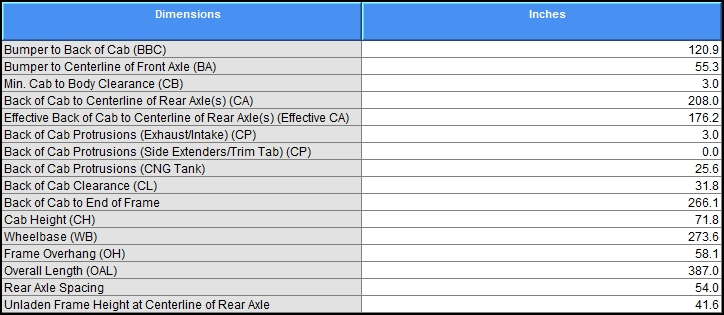 Dimensions Inches
Bumper to Back of Cab (BBC) 120.9
Bumper to Centerline of Front Axle (BA) 55.3
Min. Cab to Body Clearance (CB) 3.0
Back of Cab to Centerline of Rear Axle(s) (CA) 208.0
Effective Back of Cab to Centerline of Rear Axle(s) (Effective CA) 176.2
Back of Cab Protrusions (Exhaust/Intake) (CP) 3.0
Back of Cab Protrusions (Side Extenders/Trim Tab) (CP) 0.0
Back of Cab Protrusions (CNG Tank) 25.6
Back of Cab Clearance (CL) 31.8
Back of Cab to End of Frame 266.1
Cab Height (CH) 71.8
Wheelbase (WB) 273.6
Frame Overhang (OH) 58.1
Overall Length (OAL) 387.0
Rear Axle Spacing 54.0
Unladen Frame Height at Centerline of Rear Axle 41.6